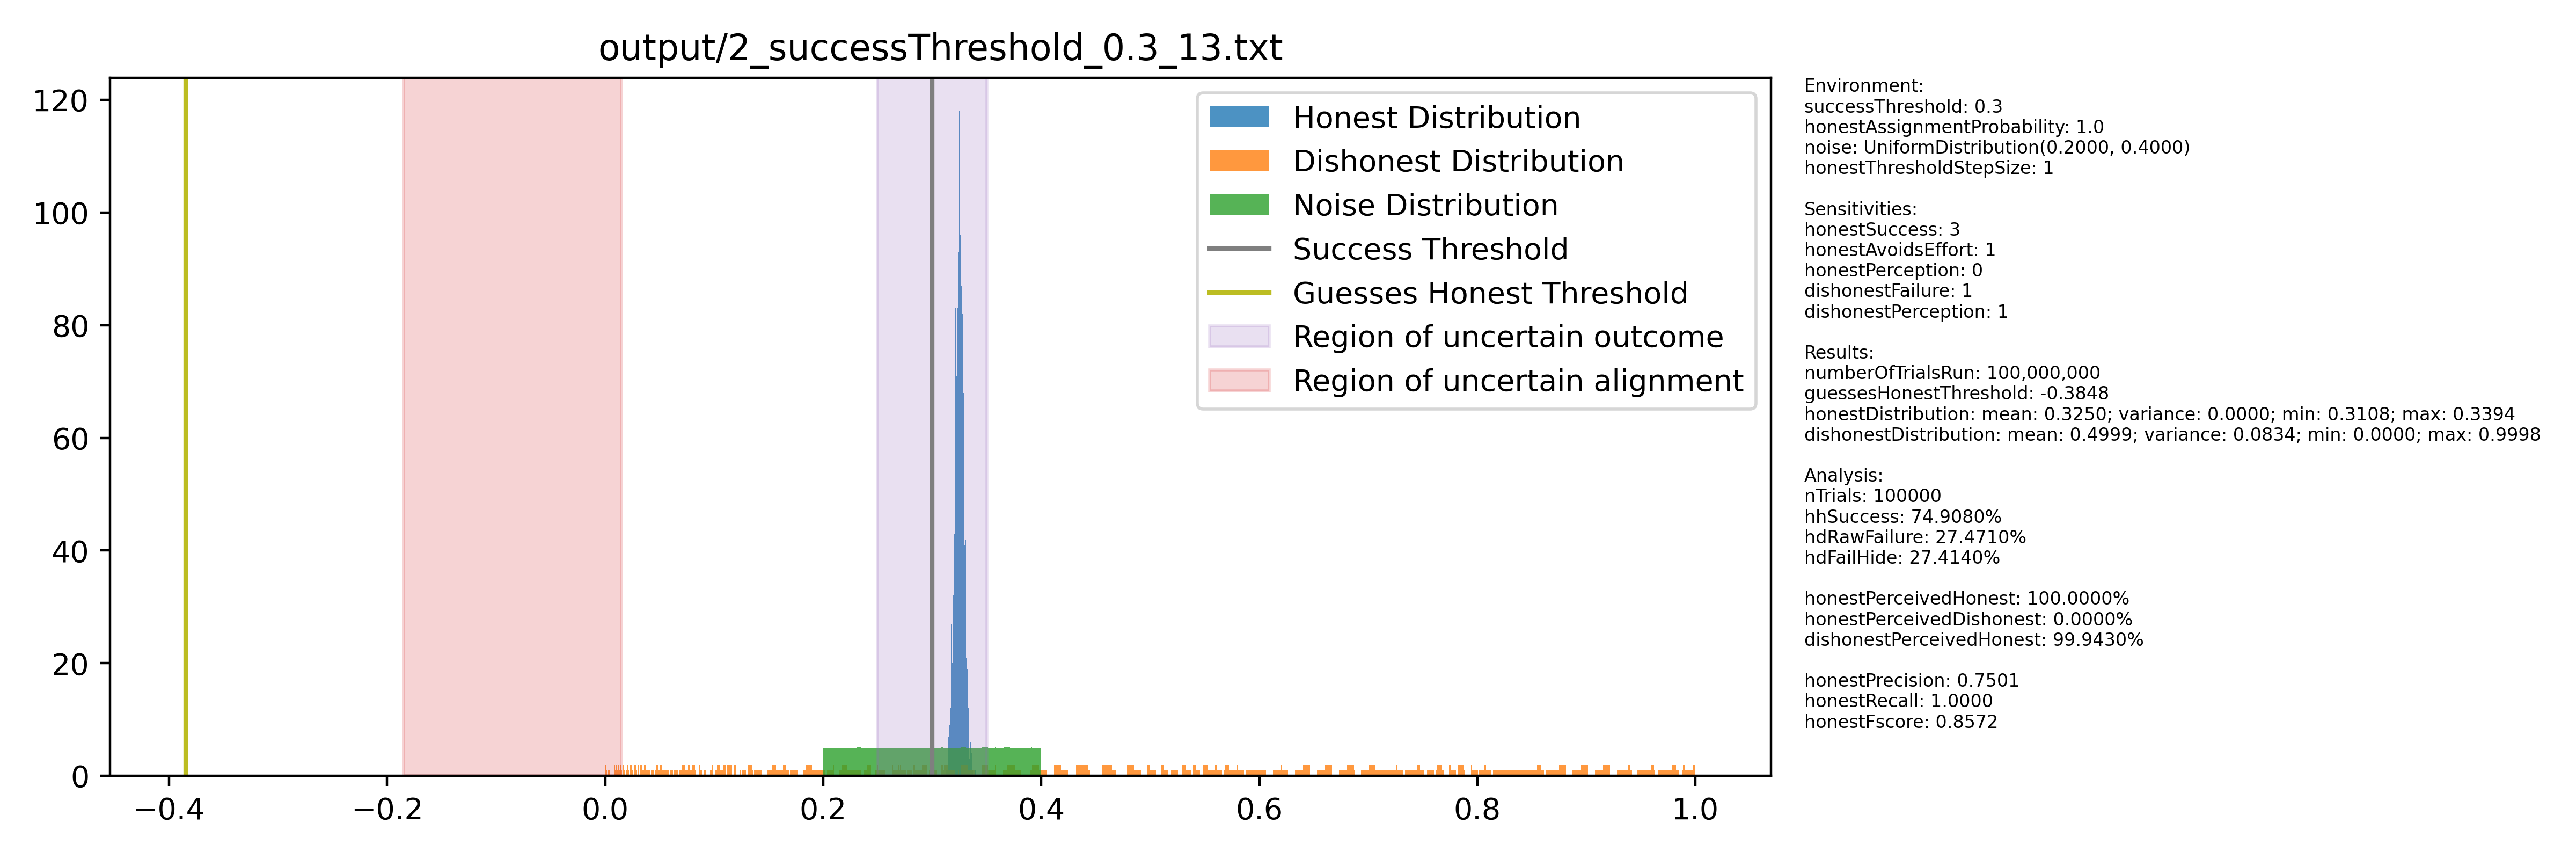 output/2_successThreshold_0.3_13.txt
120
100
80
60
40
20
0
−0.4
−0.2
0.0
0.2
0.4
0.6
0.8
1.0
Honest Distribution
Dishonest Distribution
Noise Distribution
Success Threshold
Guesses Honest Threshold
Region of uncertain outcome
Region of uncertain alignment
Environment:
successThreshold: 0.3
honestAssignmentProbability: 1.0
noise: UniformDistribution(0.2000, 0.4000)
honestThresholdStepSize: 1
Sensitivities:
honestSuccess: 3
honestAvoidsEffort: 1
honestPerception: 0
dishonestFailure: 1
dishonestPerception: 1
Results:
numberOfTrialsRun: 100,000,000
guessesHonestThreshold: -0.3848
honestDistribution: mean: 0.3250; variance: 0.0000; min: 0.3108; max: 0.3394
dishonestDistribution: mean: 0.4999; variance: 0.0834; min: 0.0000; max: 0.9998
Analysis:
nTrials: 100000
hhSuccess: 74.9080%
hdRawFailure: 27.4710%
hdFailHide: 27.4140%
honestPerceivedHonest: 100.0000%
honestPerceivedDishonest: 0.0000%
dishonestPerceivedHonest: 99.9430%
honestPrecision: 0.7501
honestRecall: 1.0000
honestFscore: 0.8572